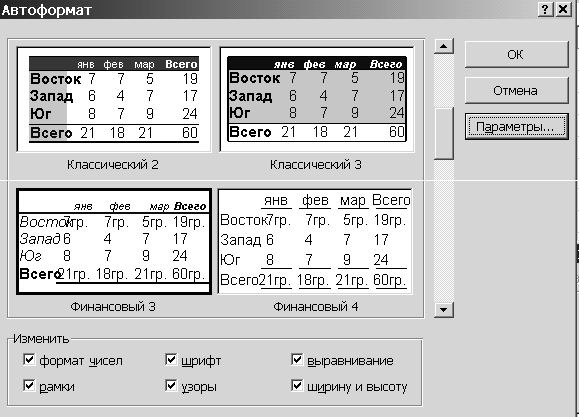 Автоформат
янв фев мар Всего
Восток 7 7 5 19
Запад 6 4 7 17
Юг 8 7 9 24
Всего 21 18 21 60
Классический 2
янв фев мар Всего
Восток 7 7 5 19
Запад 6 4 7 17
Юг 8 7 9 24
Всего 21 18 21 60
Классический 3
янв фев мар Всего
Восток 7гр. 7гр. 5гр. 19гр.
Запад 6 4 7 17
Юг 8 7 9 24
Всего 21гр. 18гр. 21гр. 60гр.
Финансовый 3
янв фев мар Всего
Восток 7гр. 7гр. 5гр. 19гр.
Запад 6 4 7 17
Юг 8 7 9 24
Всего 21гр. 18гр. 21гр. 60гр.
Финансовый 4
ОК
Отмена
Параметры...
Изменить
формат чисел шрифт выравнивание
рамки узоры ширину и высоту